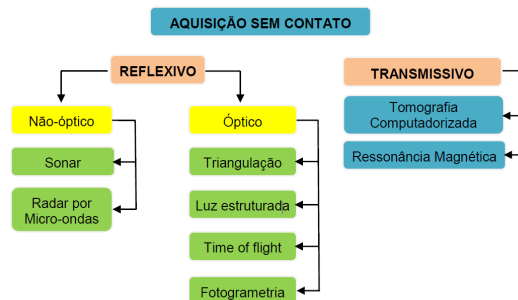 AQUISIÇÃO SEM CONTATO
REFLEXIVO
TRANSMISSIVO
Não-óptico
Sonar
Radar por
Micro-ondas
Óptico
Triangulação
Luz estruturada
Time of flight
Fotogrametria
Tomografia
Computadorizada
Ressonância Magnética